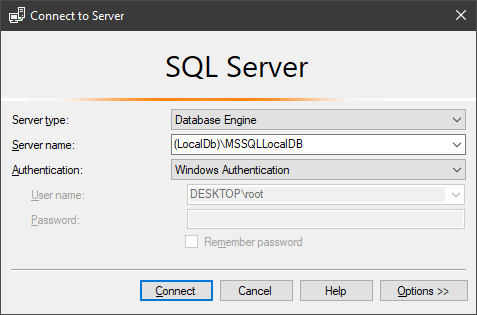 Connect to Server
SQL Server
Server type: Database Engine
Server name: (LocalDb)\MSSQLLocalDB
Authentication: Windows Authentication
User name: DESKTOP\root
Password:
Remember password
Connect Cancel Help Options >>